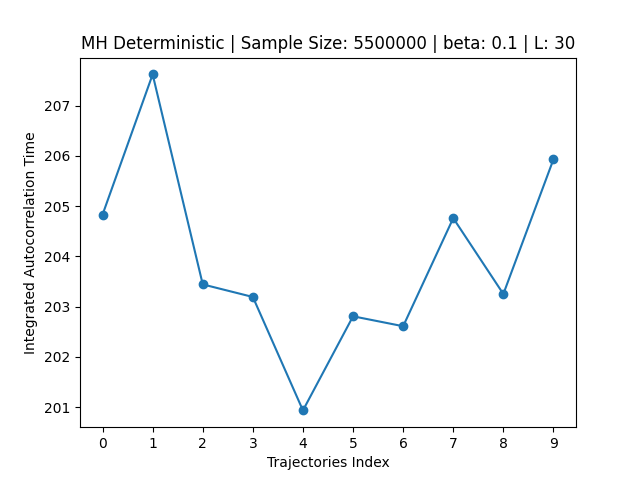 MH Deterministic | Sample Size: 5500000 | beta: 0.1 | L: 30
Integrated Autocorrelation Time
207
206
205
204
203
202
201
0 1 2 3 4 5 6 7 8 9
Trajectories Index